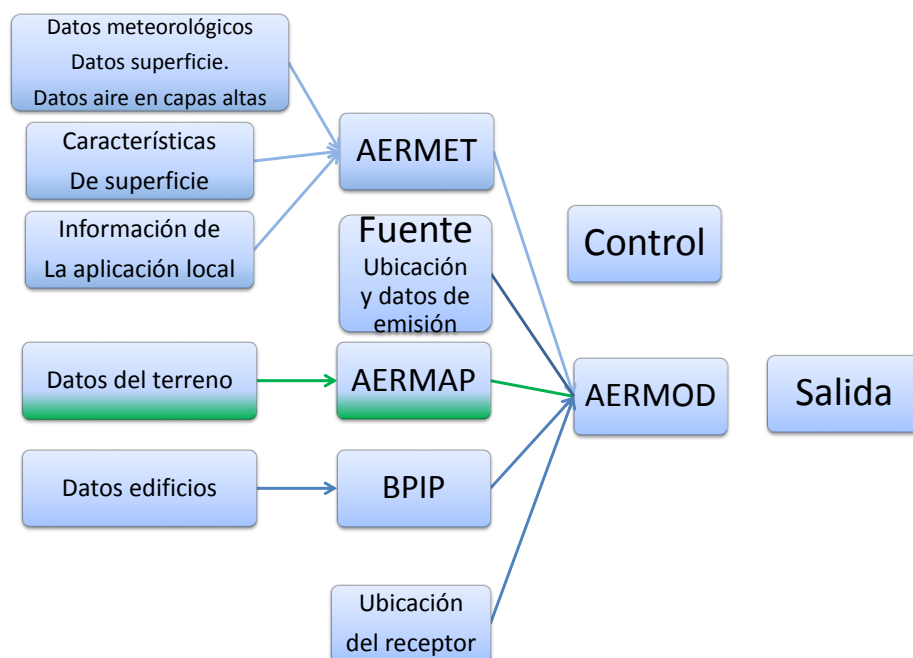 Datos meteorológicos
Datos superficie.
Datos aire en capas altas
Características
De superficie
Información de
La aplicación local
AERMET
Fuente
Ubicación
y datos de
emisión
Control
Datos del terreno
AERMAP
AERMOD
Salida
Datos edificios
BPIP
Ubicación
del receptor